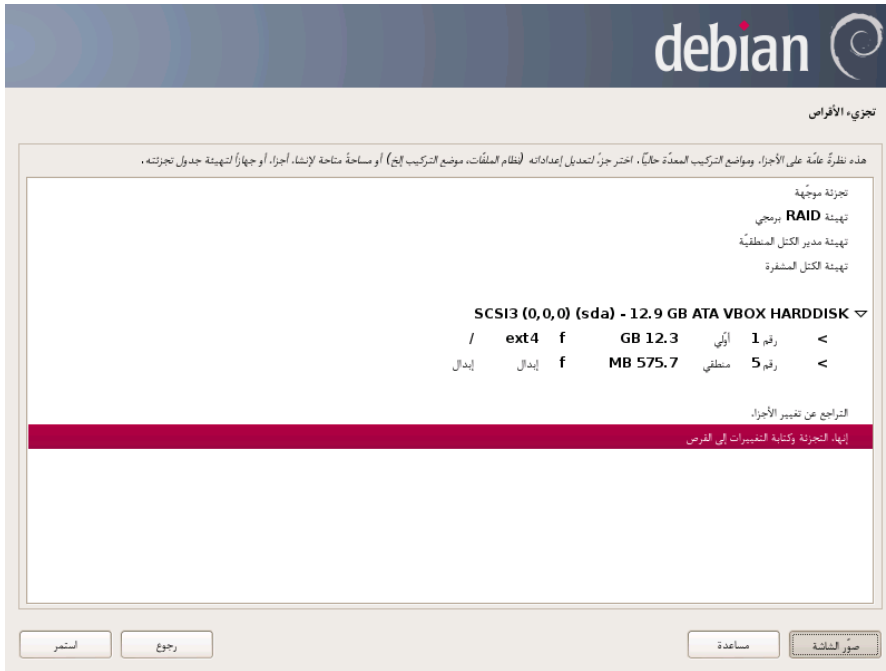 debian
تجزيء الأقراص
هذه نظرةً عامّة على الأجزاء ومواضع التركيب المعدّة حاليًّا. اختر جزءً لتعديل إعداداته (نظام الملفّات، موضع التركيب إلخ) أو مساحةً متاحة لإنشاء أجزاء أو جهازاً لتهيئة جدول تجزئته.
تجزئة موجّهة
تهيئة RAID برمجي
تهيئة مدير الكتل المنطقيّة
تهيئة الكتل المشفرة
SCSI3 (0,0,0) (sda) - 12.9 GB ATA VBOX HARDDISK
> رقم 1 أوّلي 12.3 GB f ext4 /
> رقم 5 منطقي 575.7 MB f إبدال إبدال
التراجع عن تغيير الأجزاء
إنهاء التجزئة وكتابة التغييرات إلى القرص
صوّر الشاشة
مساعدة
رجوع
استمر